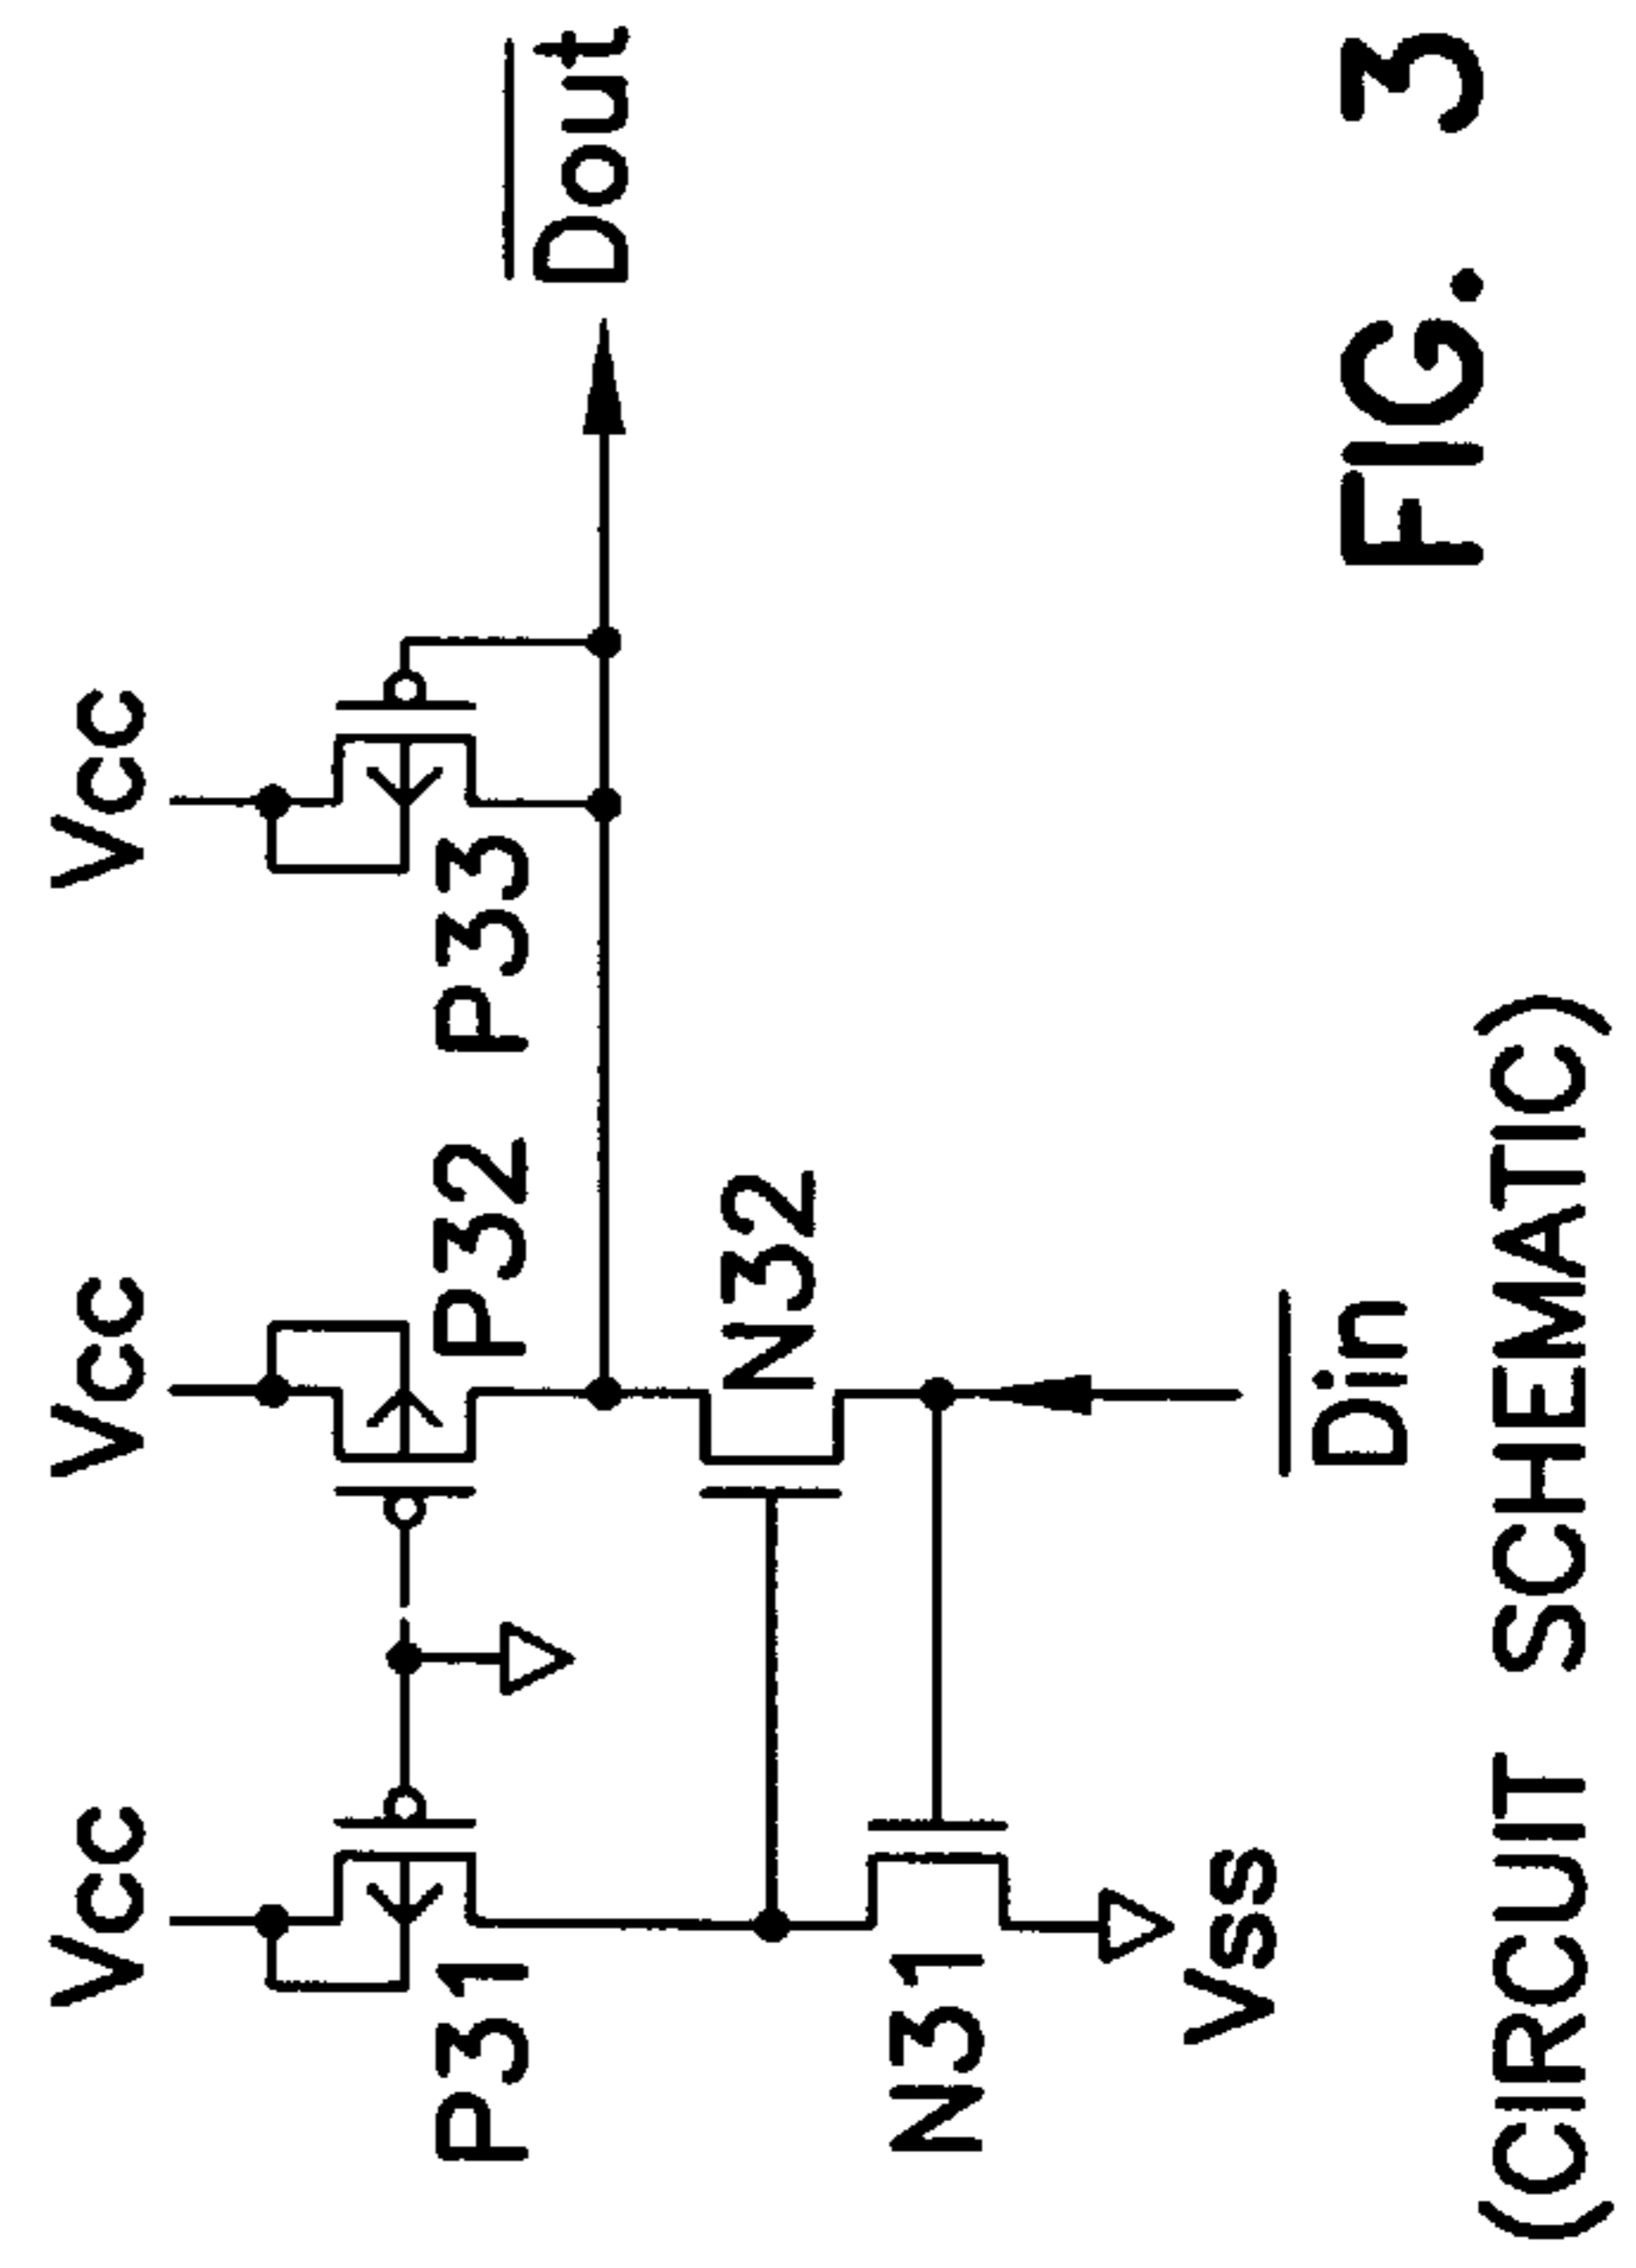 Vcc Vcc Vcc
P31 P32 P33
Dout
N32
N31
Vss
Din
FIG. 3
(CIRCUIT SCHEMATIC)